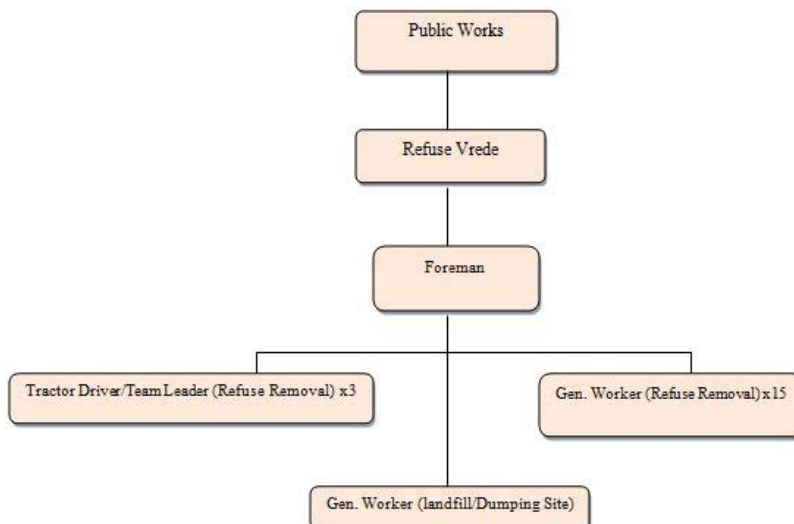 Public Works
Refuse Vrede
Foreman
Tractor Driver/Team Leader (Refuse Removal) x3
Gen. Worker (Refuse Removal) x15
Gen. Worker (landfill/Dumping Site)